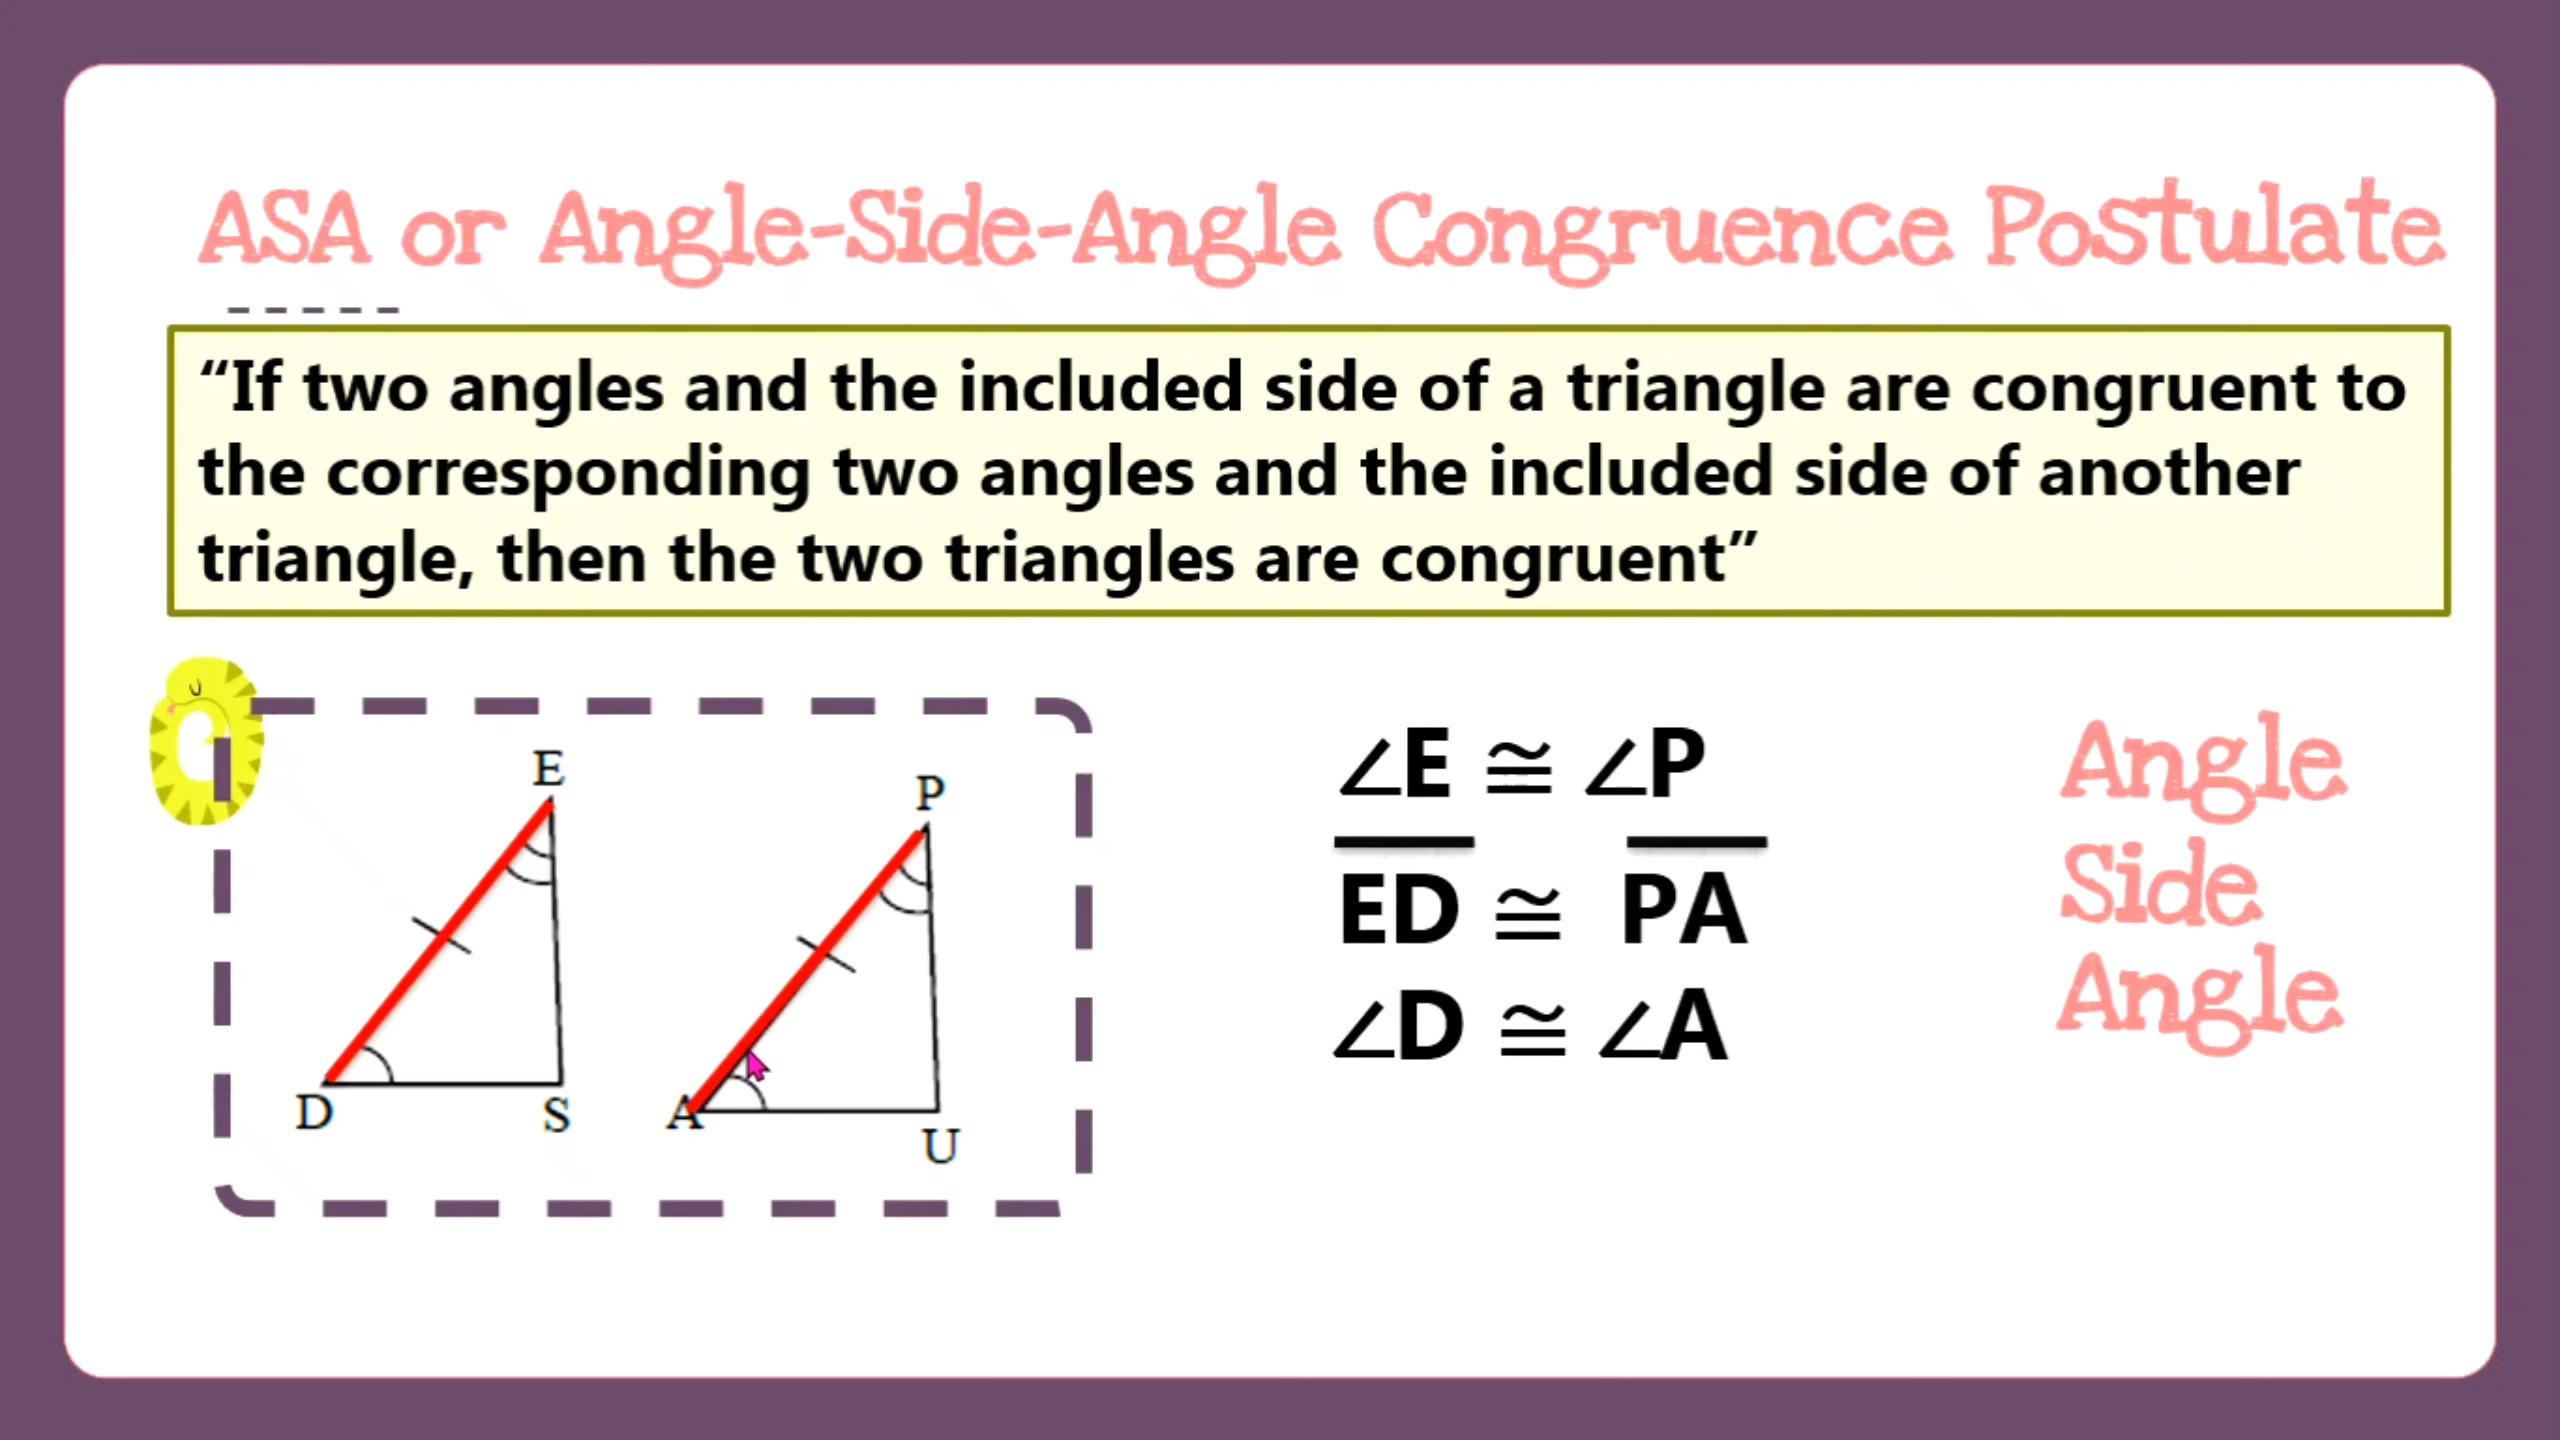 ASA or Angle-Side-Angle Congruence Postulate
“If two angles and the included side of a triangle are congruent to
the corresponding two angles and the included side of another
triangle, then the two triangles are congruent”
E
P
D
S
A
U
∠E ≅ ∠P
ED ≅ PA
∠D ≅ ∠A
Angle
Side
Angle